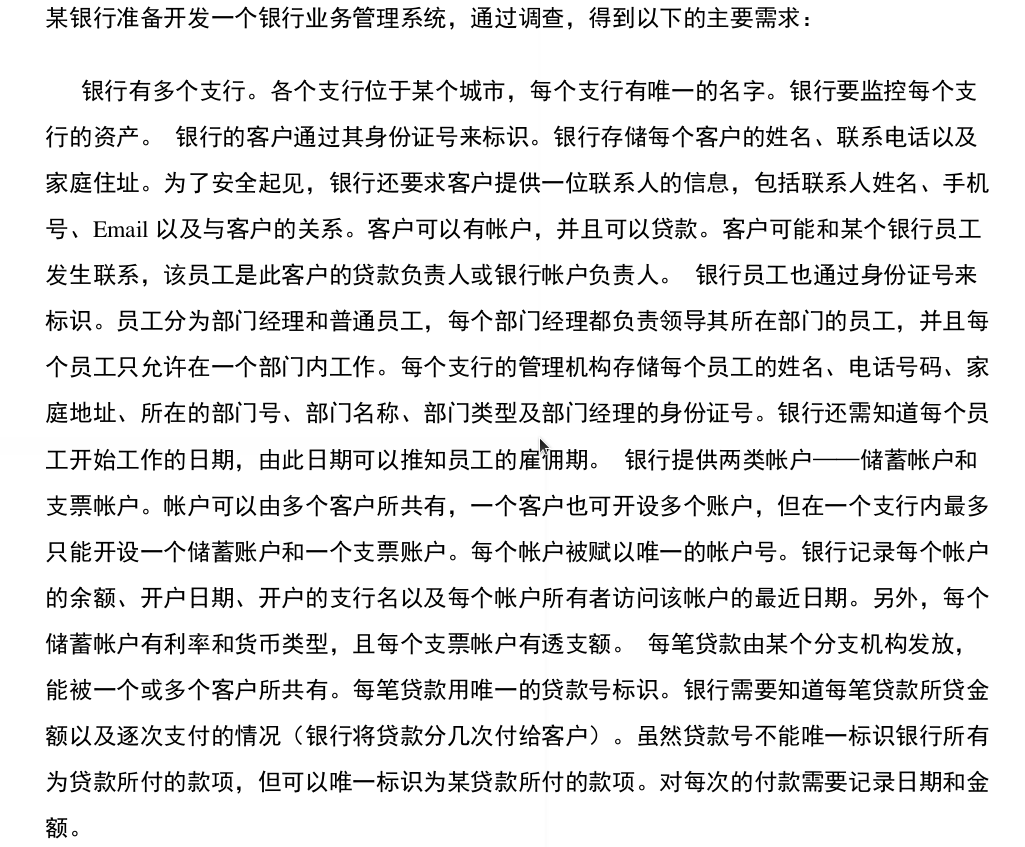 某银行准备开发一个银行业务管理系统，通过调查，得到以下的主要需求：
银行有多个支行。各个支行位于某个城市，每个支行有唯一的名字。银行要监控每个支
行的资产。 银行的客户通过其身份证号来标识。银行存储每个客户的姓名、联系电话以及
家庭住址。为了安全起见，银行还要求客户提供一位联系人的信息，包括联系人姓名、手机
号、Email 以及与客户的关系。客户可以有帐户，并且可以贷款。客户可能和某个银行员工
发生联系，该员工是此客户的贷款负责人或银行帐户负责人。 银行员工也通过身份证号来
标识。员工分为部门经理和普通员工，每个部门经理都负责领导其所在部门的员工，并且每
个员工只允许在一个部门内工作。每个支行的管理机构存储每个员工的姓名、电话号码、家
庭地址、所在的部门号、部门名称、部门类型及部门经理的身份证号。银行还需知道每个员
工开始工作的日期，由此日期可以推知员工的雇佣期。 银行提供两类帐户——储蓄帐户和
支票帐户。帐户可以由多个客户所共有，一个客户也可开设多个账户，但在一个支行内最多
只能开设一个储蓄账户和一个支票账户。每个帐户被赋以唯一的帐户号。银行记录每个帐户
的余额、开户日期、开户的支行名以及每个帐户所有者访问该帐户的最近日期。另外，每个
储蓄帐户有利率和货币类型，且每个支票帐户有透支额。 每笔贷款由某个分支机构发放，
能被一个或多个客户所共有。每笔贷款用唯一的贷款号标识。银行需要知道每笔贷款所贷金
额以及逐次支付的情况（银行将贷款分几次付给客户）。虽然贷款号不能唯一标识银行所有
为贷款所付的款项，但可以唯一标识为某贷款所付的款项。对每次的付款需要记录日期和金
额。